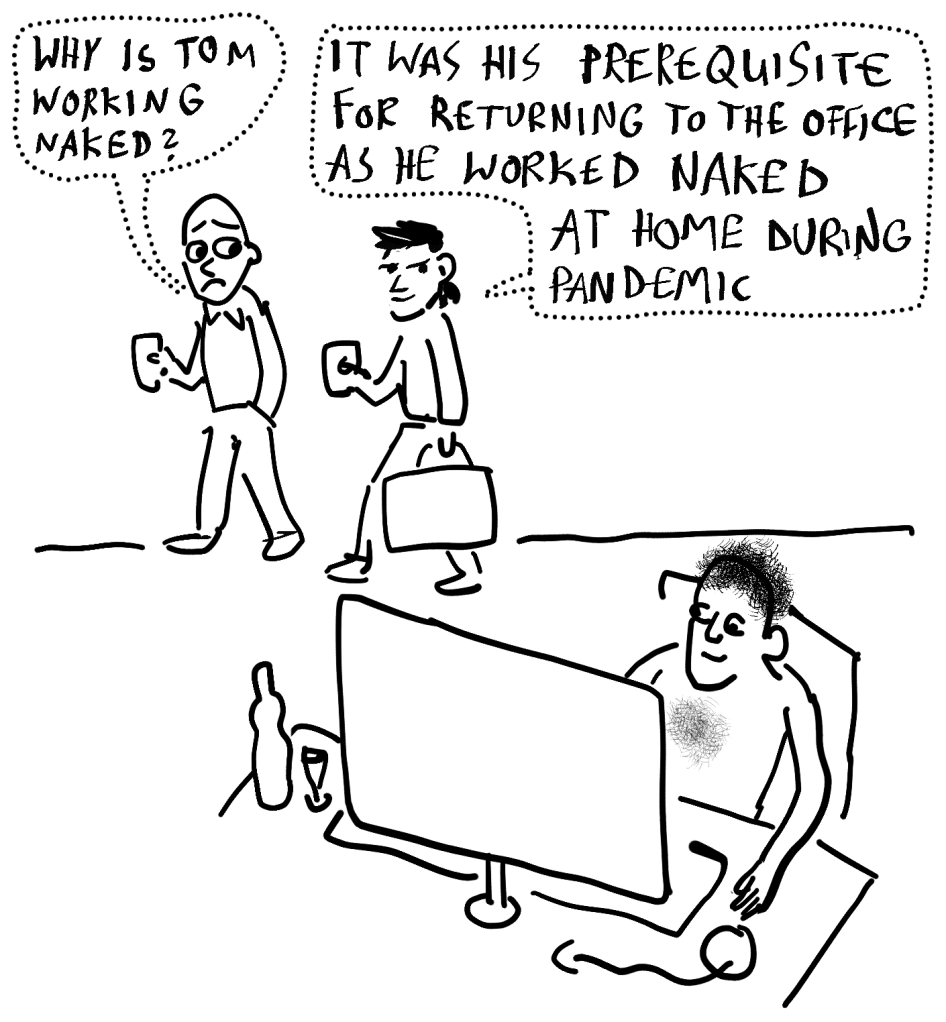 WHY IS TOM
WORKING
NAKED?
IT WAS HIS PREREQUISITE
FOR RETURNING TO THE OFFICE
AS HE WORKED NAKED
AT HOME DURING
PANDEMIC